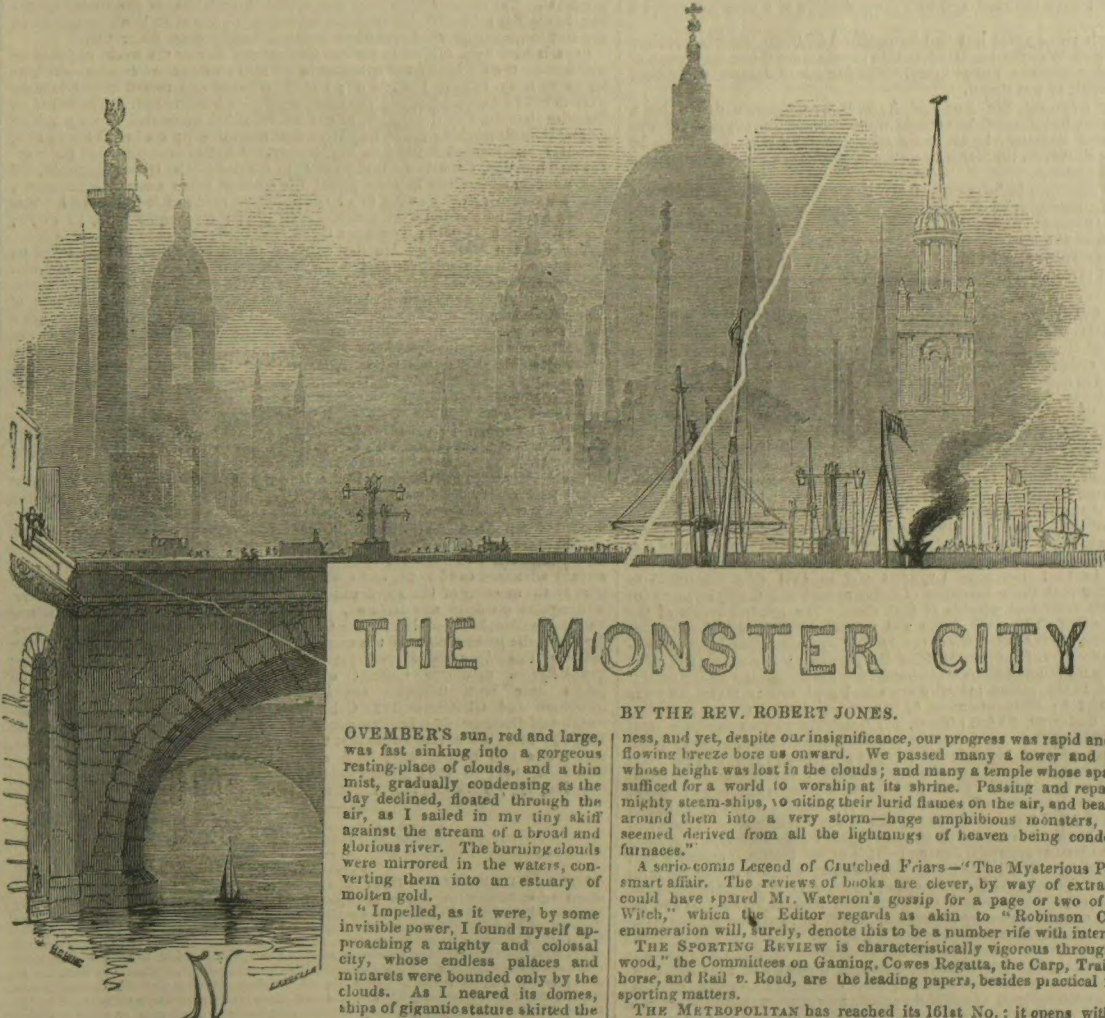 THE MONSTER CITY
BY THE REV. ROBERT JONES.
NOVEMBER'S sun, red and large,
was fast sinking into a gorgeous
resting-place of clouds, and a thin
mist, gradually condensing as the
day declined, floated through the
air, as I sailed in my tiny skiff
against the stream of a broad and
glorious river. The burning clouds
were mirrored in the waters, con-
verting them into an estuary of
molten gold.
" Impelled, as it were, by some
invisible power, I found myself ap-
proaching a mighty and colossal
city, whose endless palaces and
minarets were bounded only by the
clouds. As I neared its domes,
ships of gigantic stature skirted the
ness, and yet, despite our insignificance, our progress was rapid an
flowing breeze bore us onward. We passed many a tower and
whose height was lost in the clouds; and many a temple whose spa
sufficed for a world to worship at its shrine. Passing and repa
mighty steam-ships, vomiting their lurid flames on the air, and bea
around them into a very storm—huge amphibious monsters,
seemed derived from all the lightnings of heaven being conde
furnaces."
A serio-comic Legend of Crutched Friars—"The Mysterious P
smart affair. The reviews of books are clever, by way of extra
could have spared Mr. Waterton's gossip for a page or two of
Witch," which the Editor regards as akin to "Robinson C
enumeration will, surely, denote this to be a number rife with inter
THE SPORTING REVIEW is characteristically vigorous throug
wood," the Committees on Gaming, Cowes Regatta, the Carp, Trai
horse, and Rail v. Road, are the leading papers, besides practical
sporting matters.
THE METROPOLITAN has reached its 161st No.; it opens with